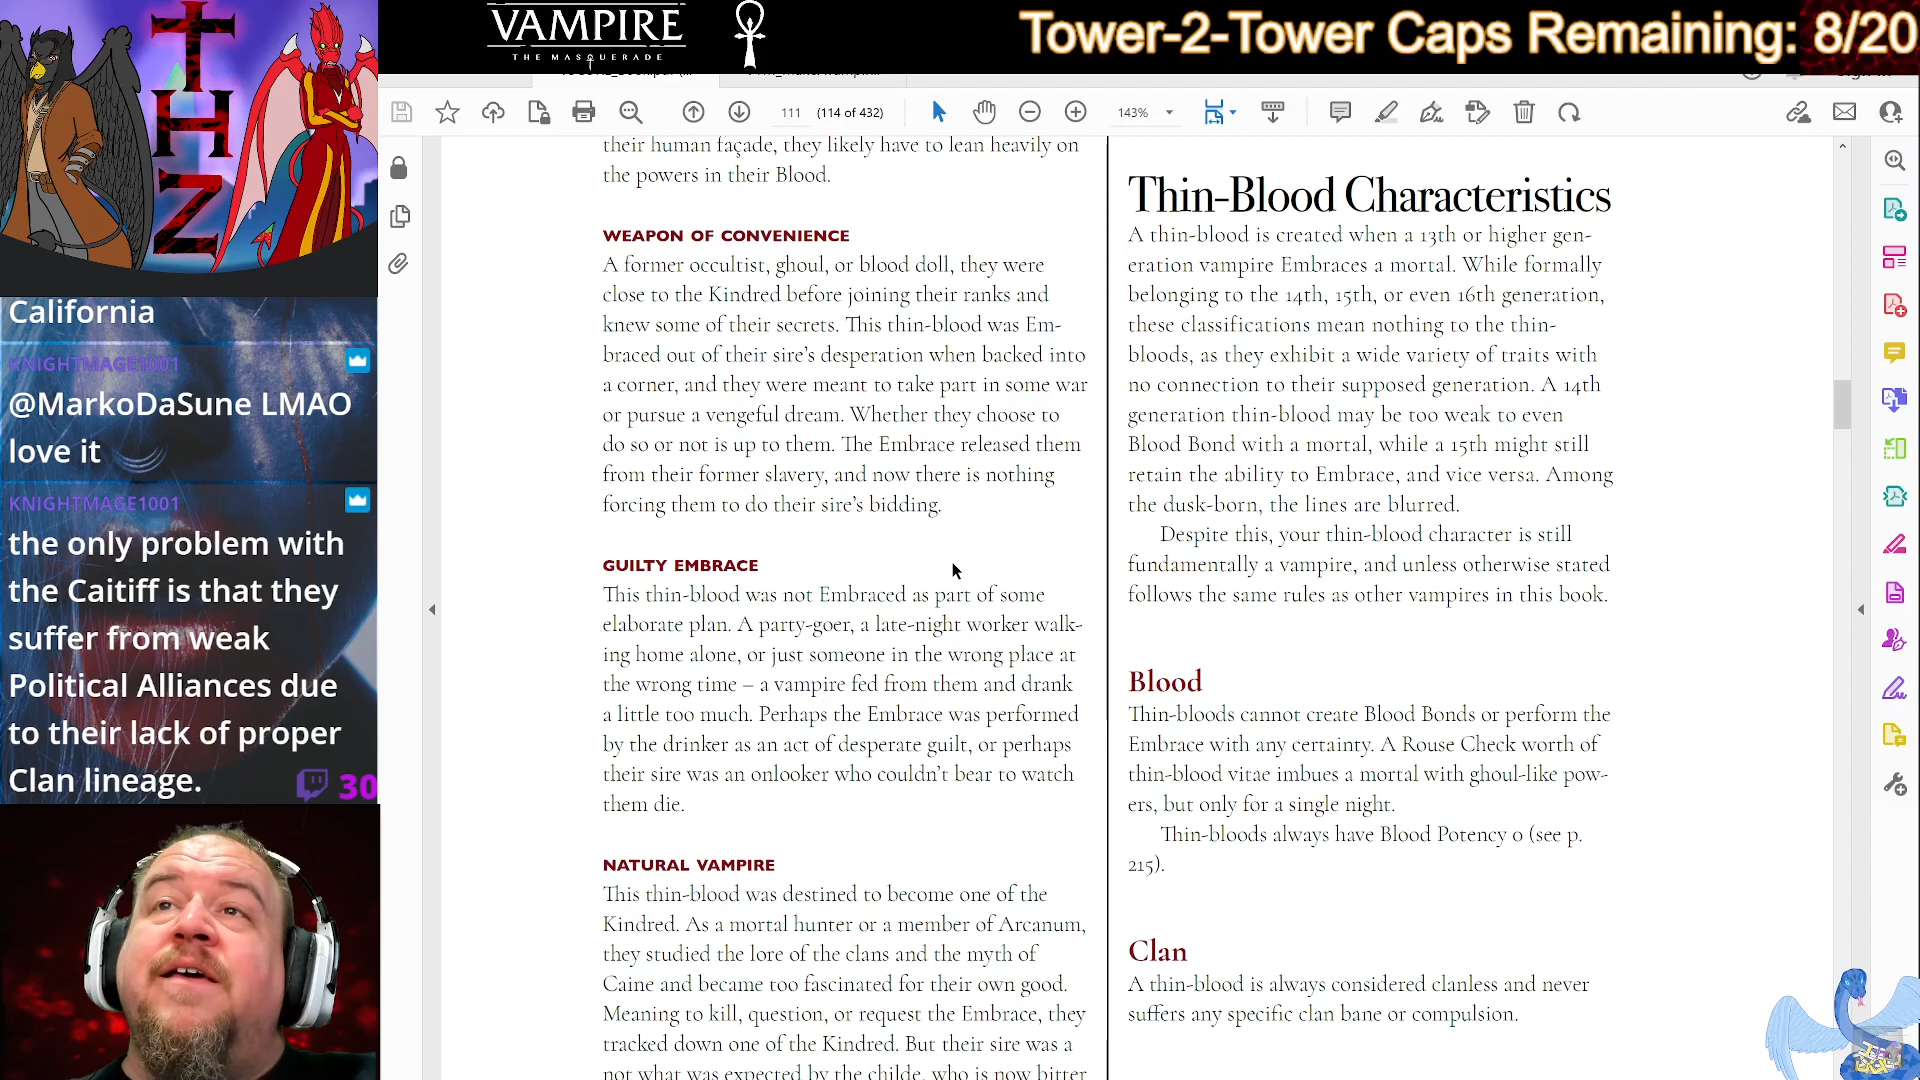 THZ
VAMPIRE
THE MASQUERADE
Tower-2-Tower Caps Remaining: 8/20
111 (114 of 432)
143%
California
KNIGHTMAGE1001
@MarkoDaSune LMAO
love it
KNIGHTMAGE1001
the only problem with
the Caitiff is that they
suffer from weak
Political Alliances due
to their lack of proper
Clan lineage.
30
their human façade, they likely have to lean heavily on
the powers in their Blood.
WEAPON OF CONVENIENCE
A former occultist, ghoul, or blood doll, they were
close to the Kindred before joining their ranks and
knew some of their secrets. This thin-blood was Em-
braced out of their sire's desperation when backed into
a corner, and they were meant to take part in some war
or pursue a vengeful dream. Whether they choose to
do so or not is up to them. The Embrace released them
from their former slavery, and now there is nothing
forcing them to do their sire's bidding.
GUILTY EMBRACE
This thin-blood was not Embraced as part of some
elaborate plan. A party-goer, a late-night worker walk-
ing home alone, or just someone in the wrong place at
the wrong time – a vampire fed from them and drank
a little too much. Perhaps the Embrace was performed
by the drinker as an act of desperate guilt, or perhaps
their sire was an onlooker who couldn't bear to watch
them die.
NATURAL VAMPIRE
This thin-blood was destined to become one of the
Kindred. As a mortal hunter or a member of Arcanum,
they studied the lore of the clans and the myth of
Caine and became too fascinated for their own good.
Meaning to kill, question, or request the Embrace, they
tracked down one of the Kindred. But their sire was a
not what was expected by the childe, who is now bitter
Thin-Blood Characteristics
A thin-blood is created when a 13th or higher gen-
eration vampire Embraces a mortal. While formally
belonging to the 14th, 15th, or even 16th generation,
these classifications mean nothing to the thin-
bloods, as they exhibit a wide variety of traits with
no connection to their supposed generation. A 14th
generation thin-blood may be too weak to even
Blood Bond with a mortal, while a 15th might still
retain the ability to Embrace, and vice versa. Among
the dusk-born, the lines are blurred.
Despite this, your thin-blood character is still
fundamentally a vampire, and unless otherwise stated
follows the same rules as other vampires in this book.
Blood
Thin-bloods cannot create Blood Bonds or perform the
Embrace with any certainty. A Rouse Check worth of
thin-blood vitae imbues a mortal with ghoul-like pow-
ers, but only for a single night.
Thin-bloods always have Blood Potency 0 (see p.
215).
Clan
A thin-blood is always considered clanless and never
suffers any specific clan bane or compulsion.